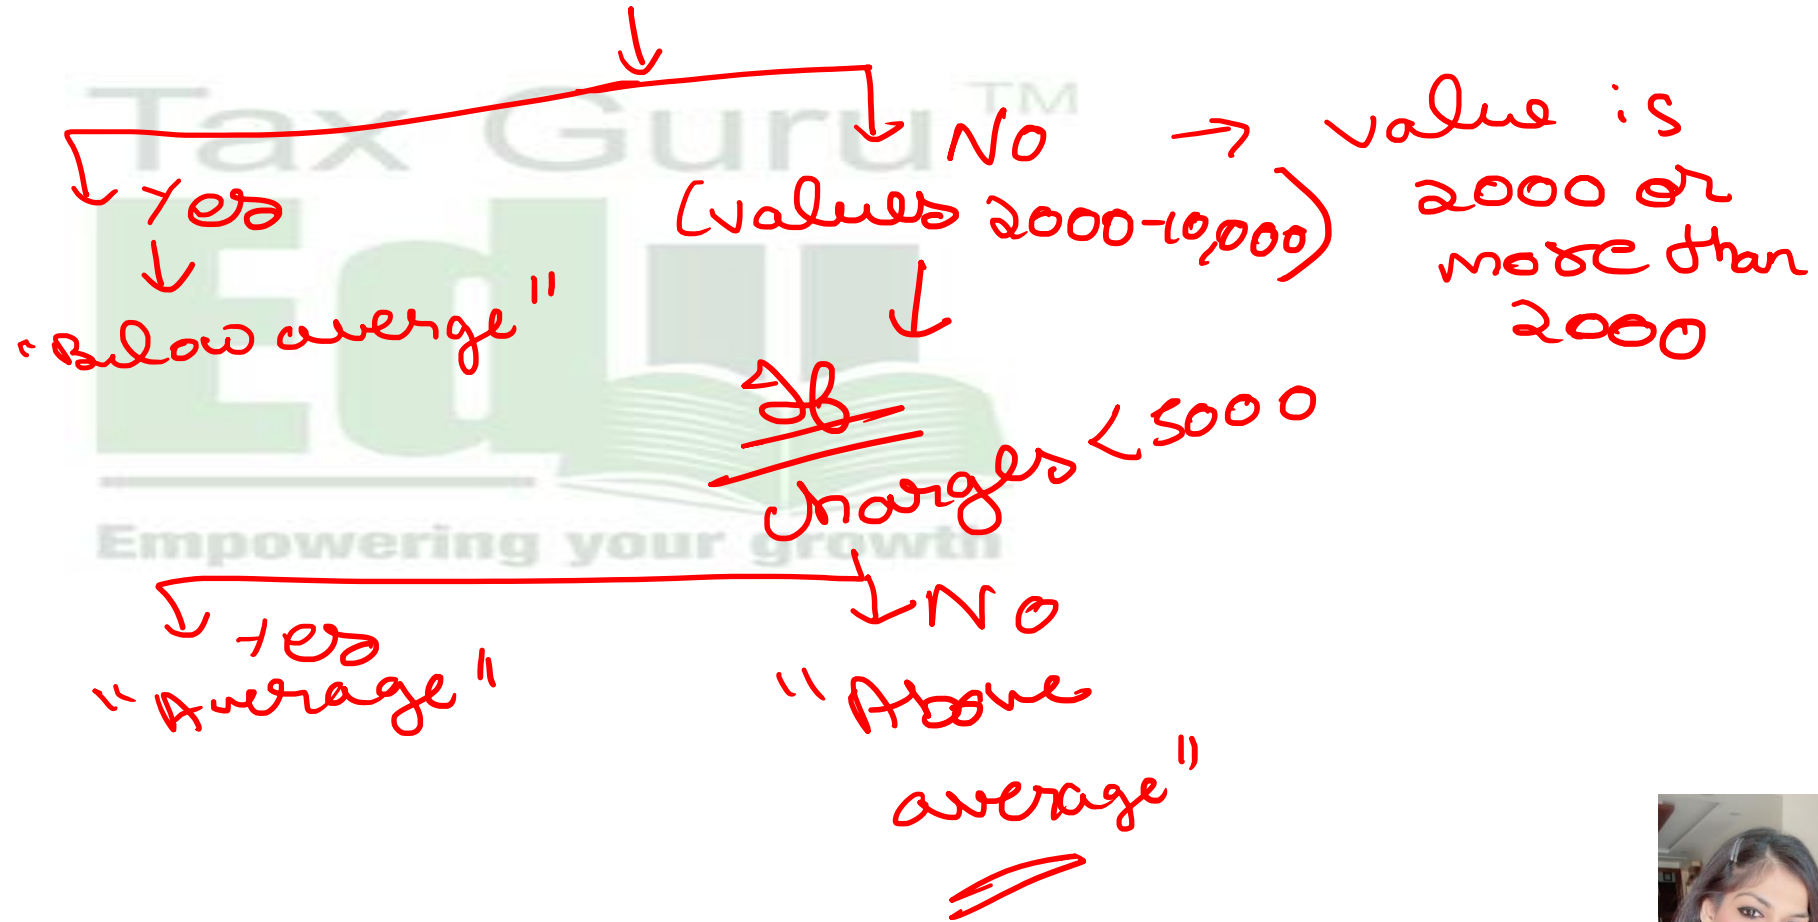 Tax Guru™
Ed
Empowering your growth
Yes
"Below averge"
No → value is
2000 or
more than
2000
(values 2000-10,000)
If
charges < 5000
Yes
"Average"
No
"Above
average"